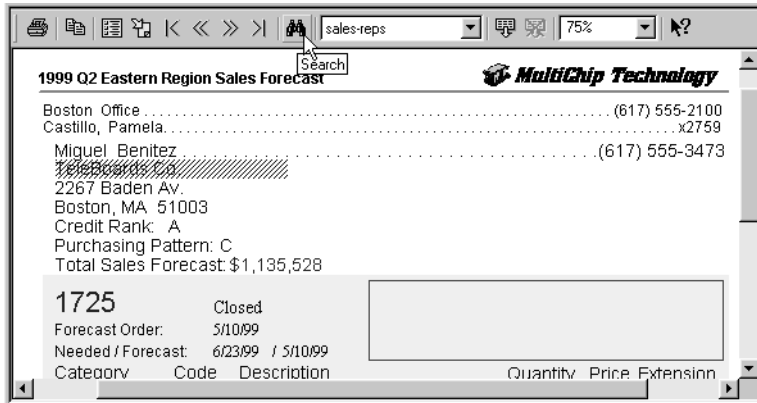 sales-reps 75% ?
Search
1999 Q2 Eastern Region Sales Forecast MultiChip Technology
Boston Office (617) 555-2100
Castillo, Pamela x2759
Miguel Benitez (617) 555-3473
TeleBoards Co.
2267 Baden Av.
Boston, MA 51003
Credit Rank: A
Purchasing Pattern: C
Total Sales Forecast: $1,135,528
1725 Closed
Forecast Order: 5/10/99
Needed / Forecast: 6/23/99 / 5/10/99
Category Code Description Quantity Price Extension